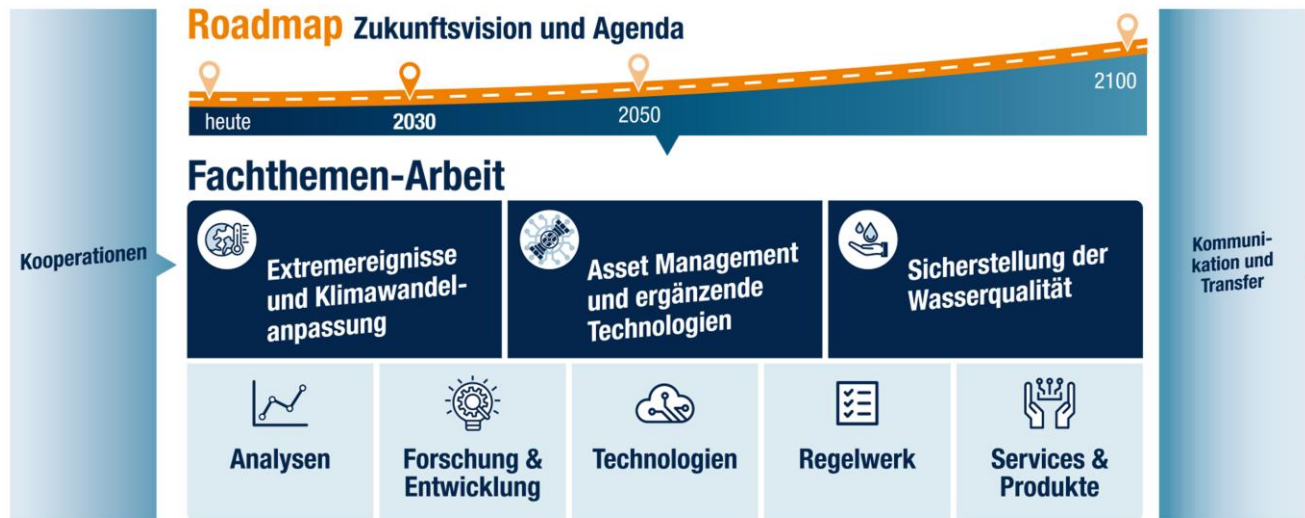 Roadmap Zukunftsvision und Agenda
heute
2030
2050
2100
Fachthemen-Arbeit
Kooperationen
Extremereignisse
und Klimawandel-
anpassung
Asset Management
und ergänzende
Technologien
Sicherstellung der
Wasserqualität
Kommuni-
kation und
Transfer
Analysen
Forschung &
Entwicklung
Technologien
Regelwerk
Services &
Produkte